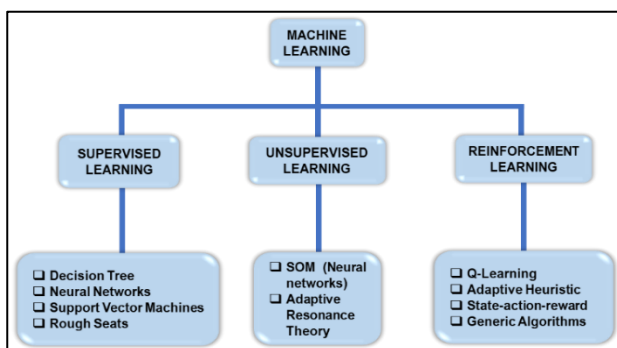 MACHINE
LEARNING
SUPERVISED
LEARNING
UNSUPERVISED
LEARNING
REINFORCEMENT
LEARNING
❑ Decision Tree
❑ Neural Networks
❑ Support Vector Machines
❑ Rough Seats
❑ SOM (Neural
networks)
❑ Adaptive
Resonance
Theory
❑ Q-Learning
❑ Adaptive Heuristic
❑ State-action-reward
❑ Generic Algorithms